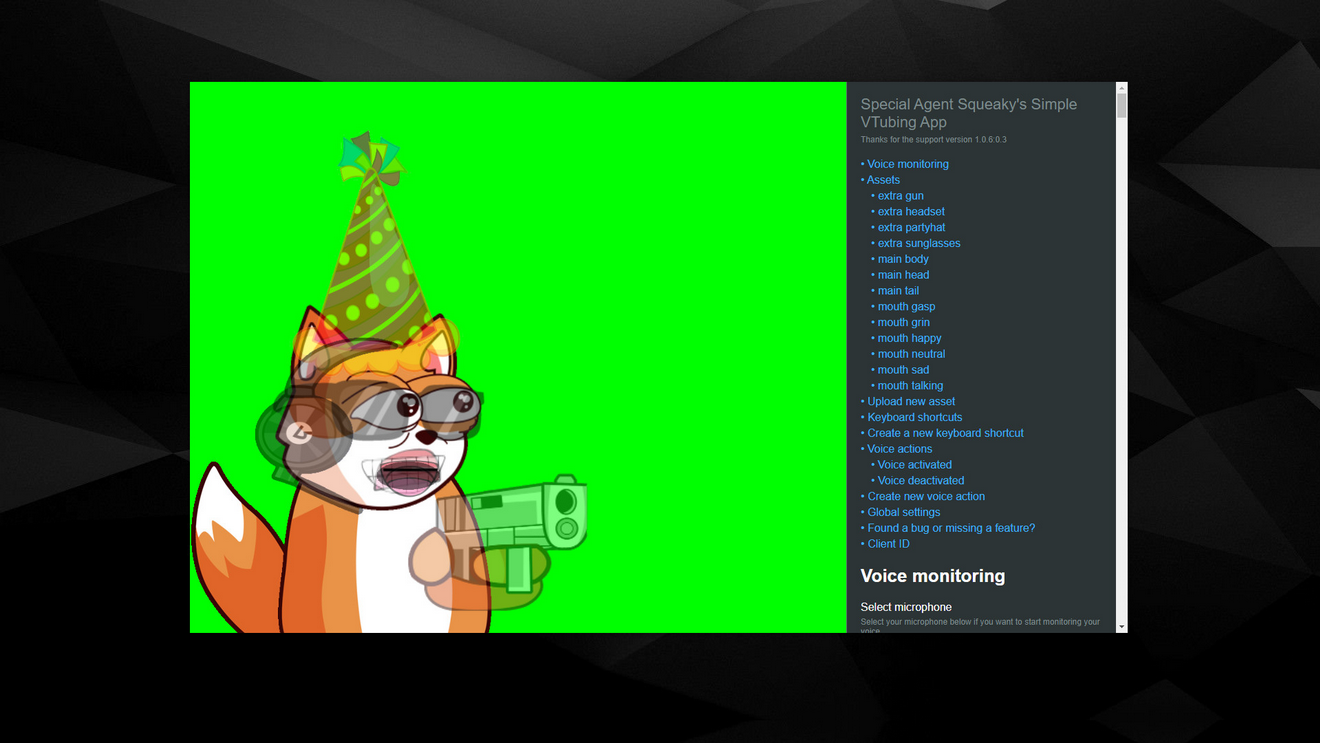 Special Agent Squeaky's Simple
VTubing App
Thanks for the support version 1.0.6.0.3
• Voice monitoring
• Assets
• extra gun
• extra headset
• extra partyhat
• extra sunglasses
• main body
• main head
• main tail
• mouth gasp
• mouth grin
• mouth happy
• mouth neutral
• mouth sad
• mouth talking
• Upload new asset
• Keyboard shortcuts
• Create a new keyboard shortcut
• Voice actions
• Voice activated
• Voice deactivated
• Create new voice action
• Global settings
• Found a bug or missing a feature?
• Client ID
Voice monitoring
Select microphone
Select your microphone below if you want to start monitoring your
voice